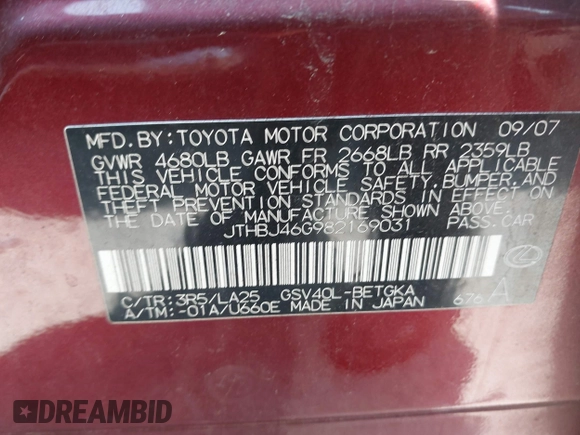 MFD. BY: TOYOTA MOTOR CORPORATION 09/07
GVWR 4680LB GAWR FR 2668LB RR 2359LB
THIS VEHICLE CONFORMS TO ALL APPLICABLE
FEDERAL MOTOR VEHICLE SAFETY, BUMPER, AND
THEFT PREVENTION STANDARDS IN EFFECT ON
THE DATE OF MANUFACTURE SHOWN ABOVE.
JTHBJ46G982169031 PASS. CAR
C/TR: 3R5/LA25 GSV40L-BETGKA
A/TM: -01A/U660E MADE IN JAPAN 676 A
DREAMBID